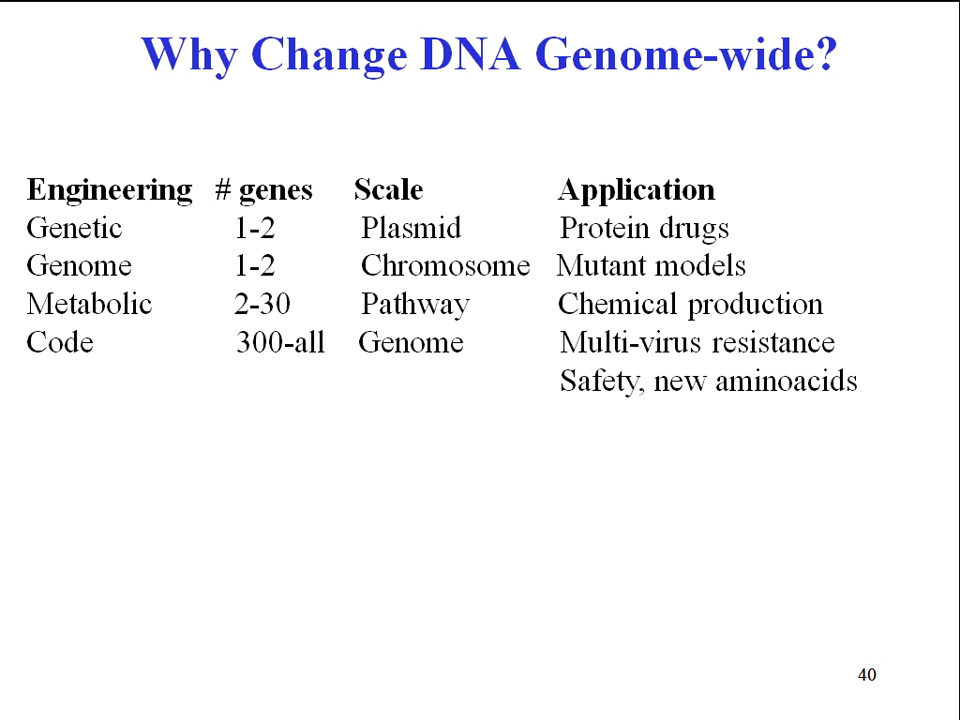 Why Change DNA Genome-wide?
Engineering # genes Scale Application
Genetic 1-2 Plasmid Protein drugs
Genome 1-2 Chromosome Mutant models
Metabolic 2-30 Pathway Chemical production
Code 300-all Genome Multi-virus resistance
Safety, new aminoacids
40